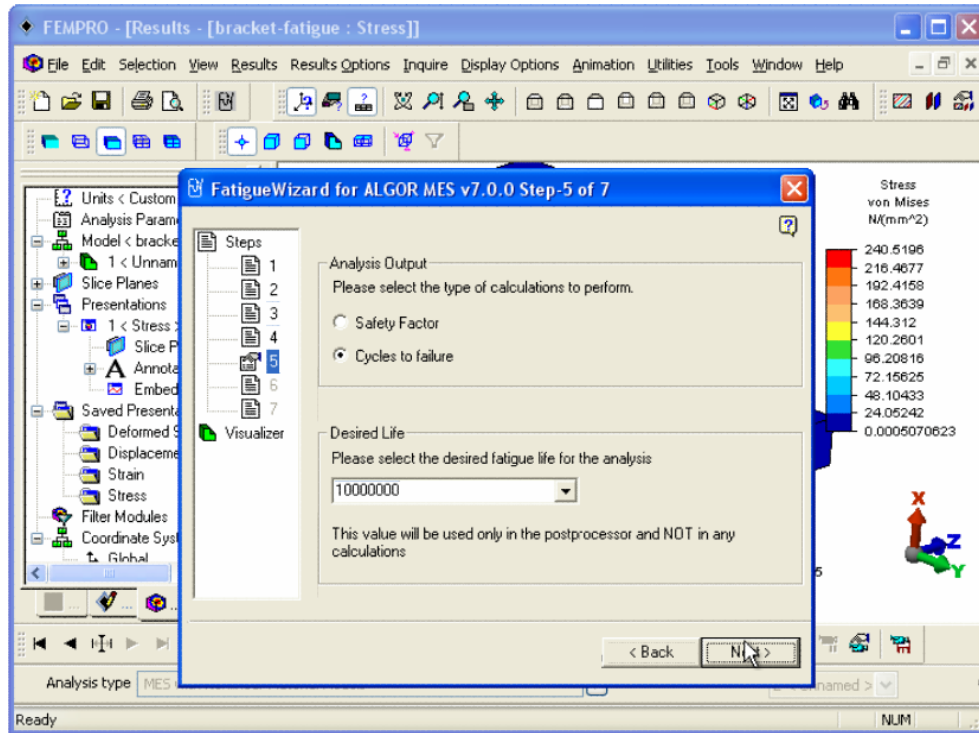 FEMPRO - [Results - [bracket-fatigue : Stress]]
File Edit Selection View Results Results Options Inquire Display Options Animation Utilities Tools Window Help
Units < Custom
Analysis Param
Model < bracke
1 < Unnam
Slice Planes
Presentations
1 < Stress >
Slice P
A Annota
Embed
Saved Presenta
Deformed S
Displaceme
Strain
Stress
Filter Modules
Coordinate Syst
Global
FatigueWizard for ALGOR MES v7.0.0 Step-5 of 7
Steps
1
2
3
4
5
6
7
Visualizer
Analysis Output
Please select the type of calculations to perform.
Safety Factor
Cycles to failure
Desired Life
Please select the desired fatigue life for the analysis
10000000
This value will be used only in the postprocessor and NOT in any
calculations
< Back
Next >
Stress
von Mises
N/(mm^2)
240.5196
216.4677
192.4158
168.3639
144.312
120.2601
96.20816
72.15625
48.10433
24.05242
0.0005070623
X
Z
Y
5
Analysis type MES
nnamed >
Ready NUM